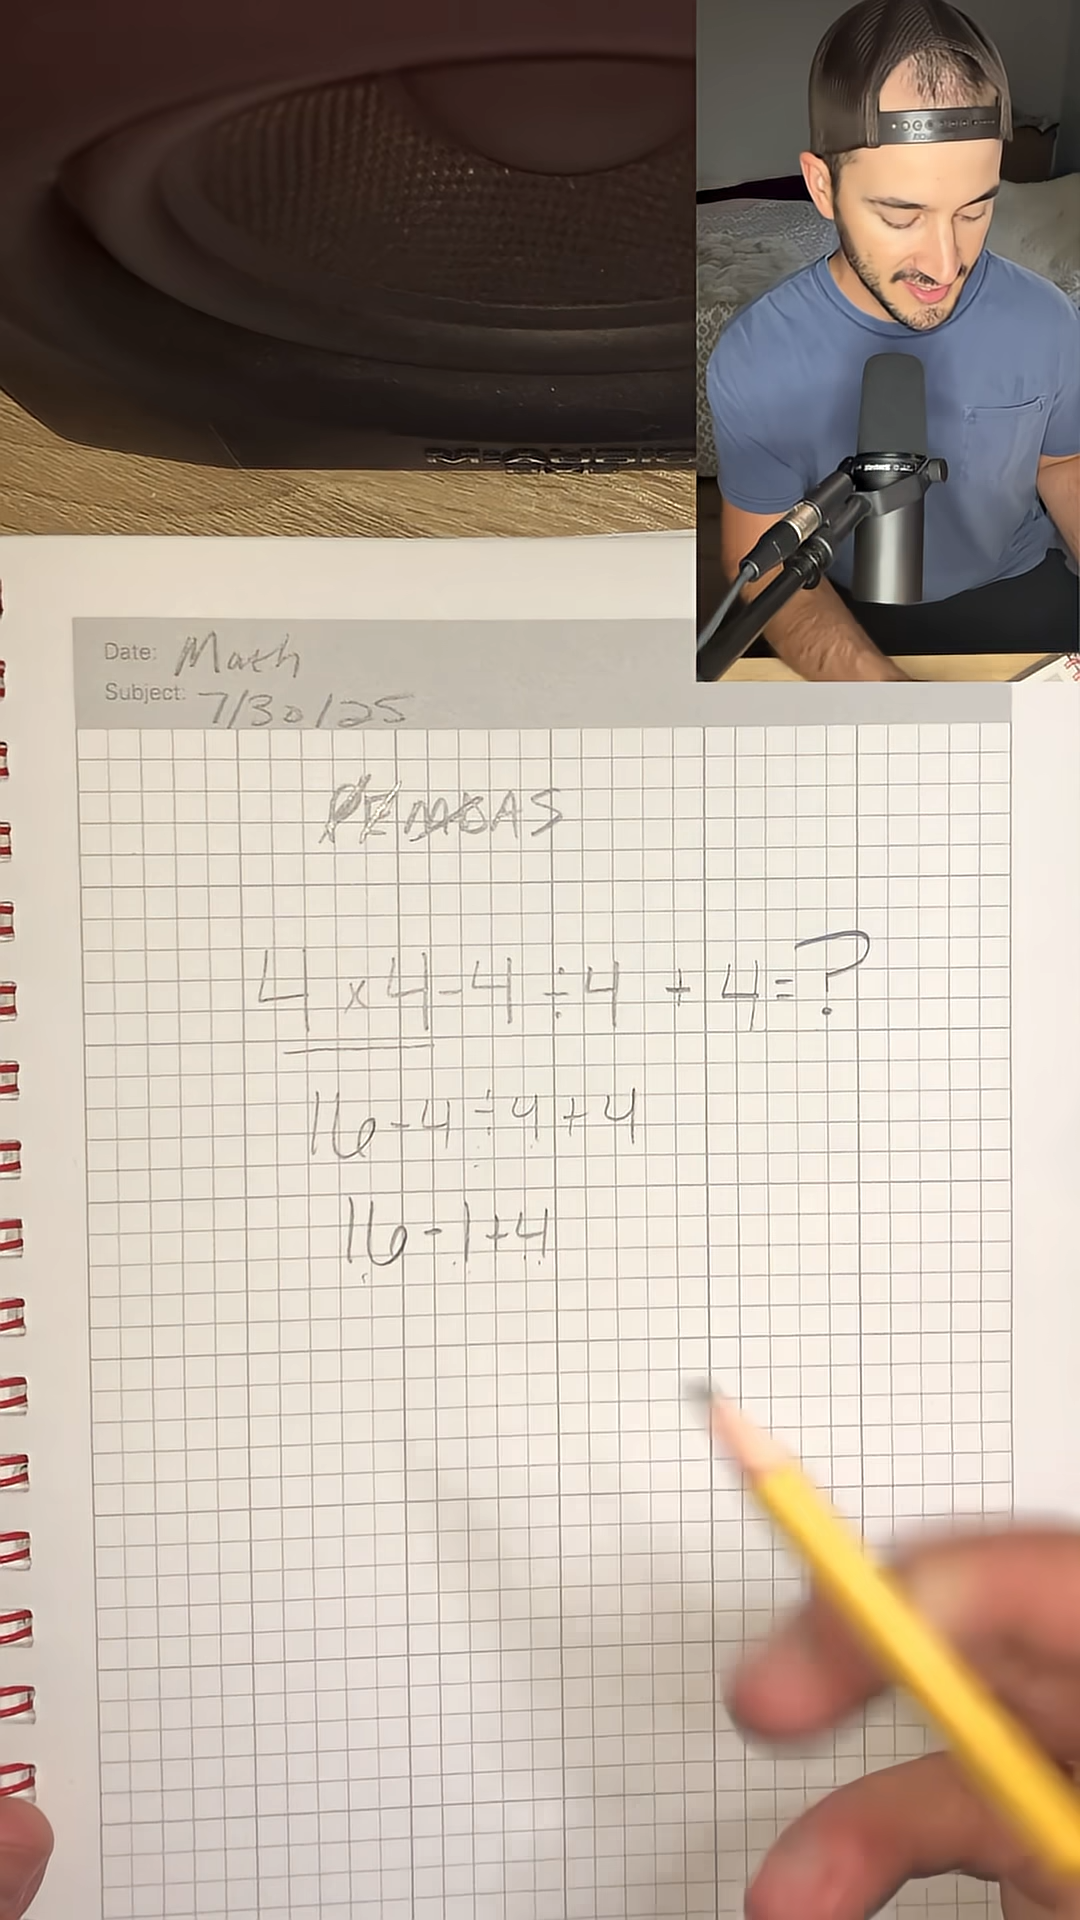 Date: Math
Subject: 7/30/25
PEMDAS
4 x 4 - 4 ÷ 4 + 4 = ?
16 - 4 ÷ 4 + 4
16 - 1 + 4